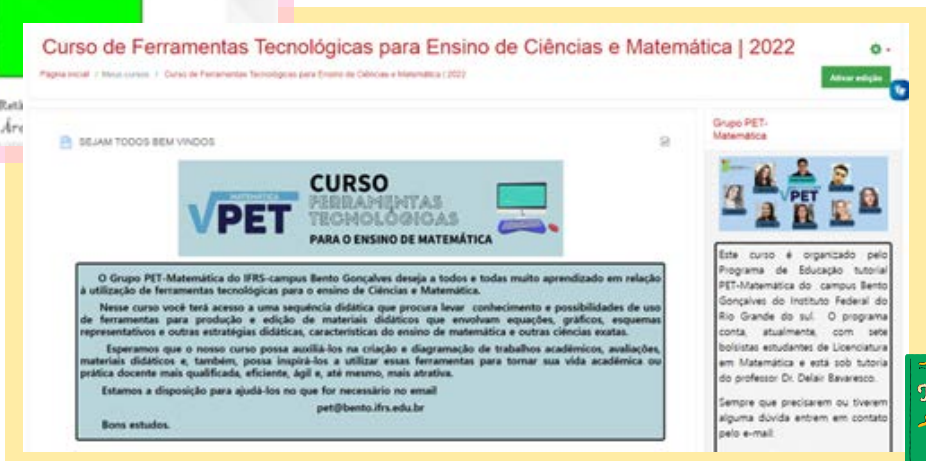 Curso de Ferramentas Tecnológicas para Ensino de Ciências e Matemática | 2022
Página inicial / Meus cursos / Curso de Ferramentas Tecnológicas para Ensino de Ciências e Matemática | 2022
Ativar edição
SEJAM TODOS BEM VINDOS
MATEMÁTICA
√PET
CURSO
FERRAMENTAS
TECNOLÓGICAS
PARA O ENSINO DE MATEMÁTICA
O Grupo PET-Matemática do IFRS-campus Bento Gonçalves deseja a todos e todas muito aprendizado em relação
à utilização de ferramentas tecnológicas para o ensino de Ciências e Matemática.
Nesse curso você terá acesso a uma sequência didática que procura levar conhecimento e possibilidades de uso
de ferramentas para produção e edição de materiais didáticos que envolvam equações, gráficos, esquemas
representativos e outras estratégias didáticas, características do ensino de matemática e outras ciências exatas.
Esperamos que o nosso curso possa auxiliá-los na criação e diagramação de trabalhos acadêmicos, avaliações,
materiais didáticos e, também, possa inspirá-los a utilizar essas ferramentas para tornar sua vida acadêmica ou
prática docente mais qualificada, eficiente, ágil e, até mesmo, mais atrativa.
Estamos a disposição para ajudá-los no que for necessário no email
pet@bento.ifrs.edu.br
Bons estudos.
Grupo PET-
Matemática
√PET
Este curso é organizado pelo
Programa de Educação tutorial
PET-Matemática do campus Bento
Gonçalves do Instituto Federal do
Rio Grande do sul. O programa
conta, atualmente, com sete
bolsistas estudantes de Licenciatura
em Matemática e está sob tutoria
do professor Dr. Delair Bavaresco.
Sempre que precisarem ou tiverem
alguma dúvida entrem em contato
pelo e-mail: